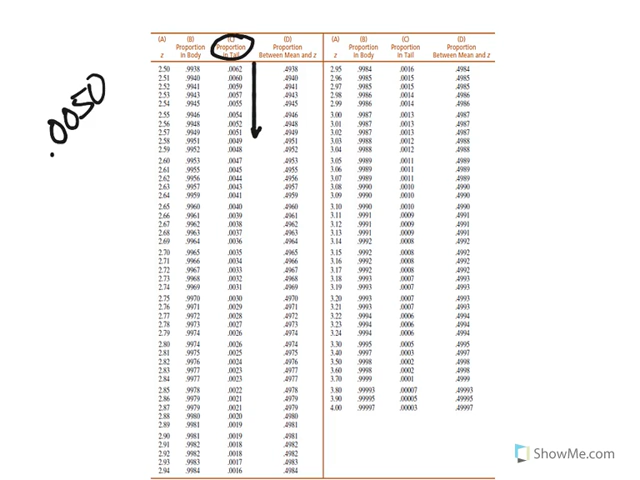 (A) (B) (C) (D) (A) (B) (C) (D)
Proportion Proportion Proportion Proportion Proportion Proportion
z in Body in Tail Between Mean and z z in Body in Tail Between Mean and z
.0050
2.50 .9938 .0062 .4938 2.95 .9984 .0016 .4984
2.51 .9940 .0060 .4940 2.96 .9985 .0015 .4985
2.52 .9941 .0059 .4941 2.97 .9985 .0015 .4985
2.53 .9943 .0057 .4943 2.98 .9986 .0014 .4986
2.54 .9945 .0055 .4945 2.99 .9986 .0014 .4986
2.55 .9946 .0054 .4946 3.00 .9987 .0013 .4987
2.56 .9948 .0052 .4948 3.01 .9987 .0013 .4987
2.57 .9949 .0051 .4949 3.02 .9987 .0013 .4987
2.58 .9951 .0049 .4951 3.03 .9988 .0012 .4988
2.59 .9952 .0048 .4952 3.04 .9988 .0012 .4988
2.60 .9953 .0047 .4953 3.05 .9989 .0011 .4989
2.61 .9955 .0045 .4955 3.06 .9989 .0011 .4989
2.62 .9956 .0044 .4956 3.07 .9989 .0011 .4989
2.63 .9957 .0043 .4957 3.08 .9990 .0010 .4990
2.64 .9959 .0041 .4959 3.09 .9990 .0010 .4990
2.65 .9960 .0040 .4960 3.10 .9990 .0010 .4990
2.66 .9961 .0039 .4961 3.11 .9991 .0009 .4991
2.67 .9962 .0038 .4962 3.12 .9991 .0009 .4991
2.68 .9963 .0037 .4963 3.13 .9991 .0009 .4991
2.69 .9964 .0036 .4964 3.14 .9992 .0008 .4992
2.70 .9965 .0035 .4965 3.15 .9992 .0008 .4992
2.71 .9966 .0034 .4966 3.16 .9992 .0008 .4992
2.72 .9967 .0033 .4967 3.17 .9992 .0008 .4992
2.73 .9968 .0032 .4968 3.18 .9993 .0007 .4993
2.74 .9969 .0031 .4969 3.19 .9993 .0007 .4993
2.75 .9970 .0030 .4970 3.20 .9993 .0007 .4993
2.76 .9971 .0029 .4971 3.21 .9993 .0007 .4993
2.77 .9972 .0028 .4972 3.22 .9994 .0006 .4994
2.78 .9973 .0027 .4973 3.23 .9994 .0006 .4994
2.79 .9974 .0026 .4974 3.24 .9994 .0006 .4994
2.80 .9974 .0026 .4974 3.30 .9995 .0005 .4995
2.81 .9975 .0025 .4975 3.40 .9997 .0003 .4997
2.82 .9976 .0024 .4976 3.50 .9998 .0002 .4998
2.83 .9977 .0023 .4977 3.60 .9998 .0002 .4998
2.84 .9977 .0023 .4977 3.70 .9999 .0001 .4999
2.85 .9978 .0022 .4978 3.80 .99993 .00007 .49993
2.86 .9979 .0021 .4979 3.90 .99995 .00005 .49995
2.87 .9979 .0021 .4979 4.00 .99997 .00003 .49997
2.88 .9980 .0020 .4980
2.89 .9981 .0019 .4981
2.90 .9981 .0019 .4981
2.91 .9982 .0018 .4982
2.92 .9982 .0018 .4982
2.93 .9983 .0017 .4983
2.94 .9984 .0016 .4984
ShowMe.com